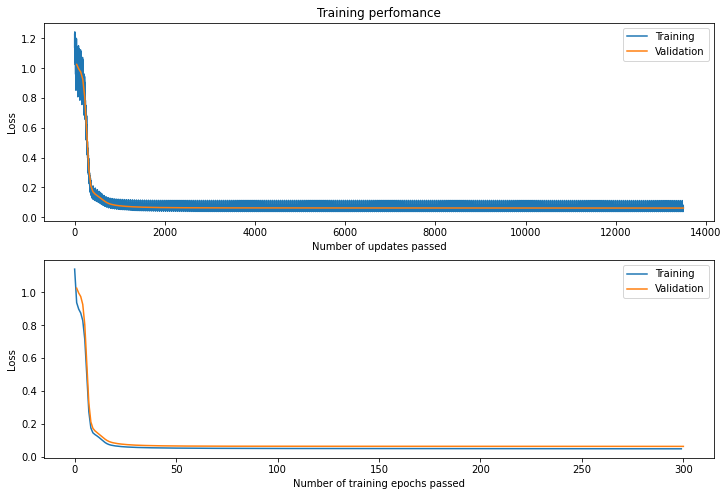 Training perfomance
1.2
1.0
0.8
0.6
0.4
0.2
0.0
Loss
Training
Validation
0 2000 4000 6000 8000 10000 12000 14000
Number of updates passed
1.0
0.8
0.6
0.4
0.2
0.0
Loss
Training
Validation
0 50 100 150 200 250 300
Number of training epochs passed